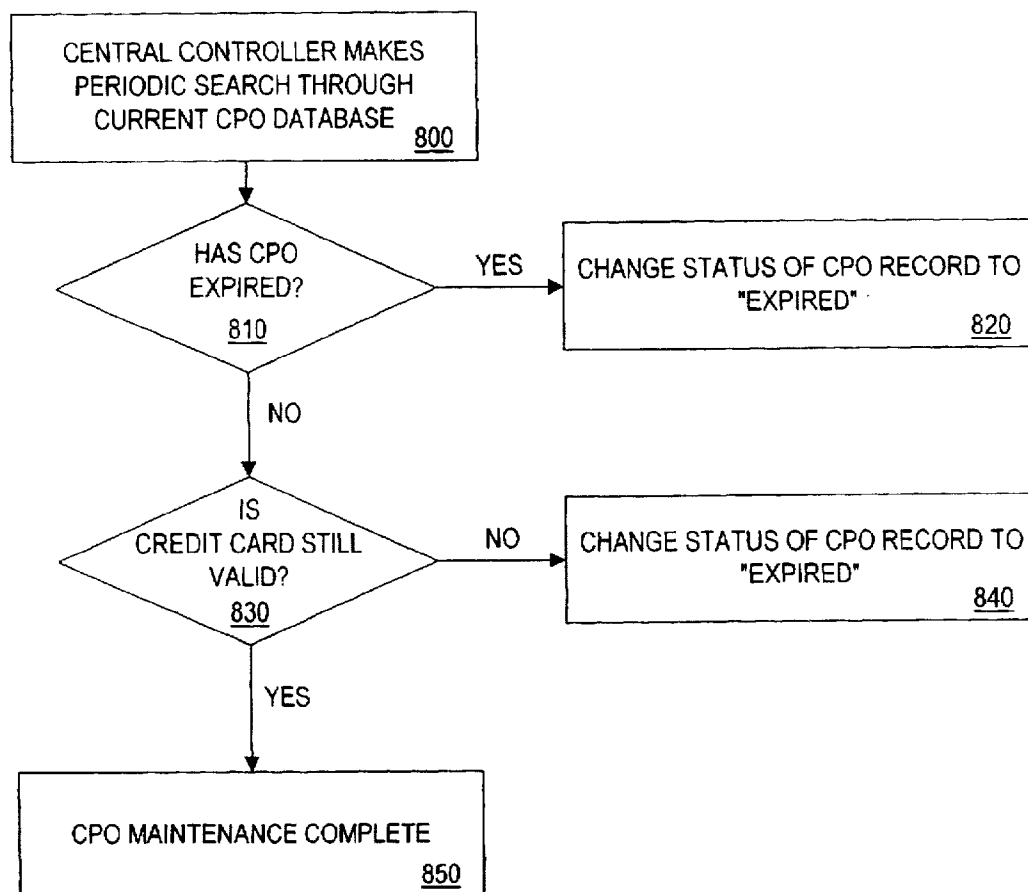 CENTRAL CONTROLLER MAKES
PERIODIC SEARCH THROUGH
CURRENT CPO DATABASE
800
HAS CPO
EXPIRED?
810
YES
CHANGE STATUS OF CPO RECORD TO
"EXPIRED"
820
NO
IS
CREDIT CARD STILL
VALID?
830
NO
CHANGE STATUS OF CPO RECORD TO
"EXPIRED"
840
YES
CPO MAINTENANCE COMPLETE
850